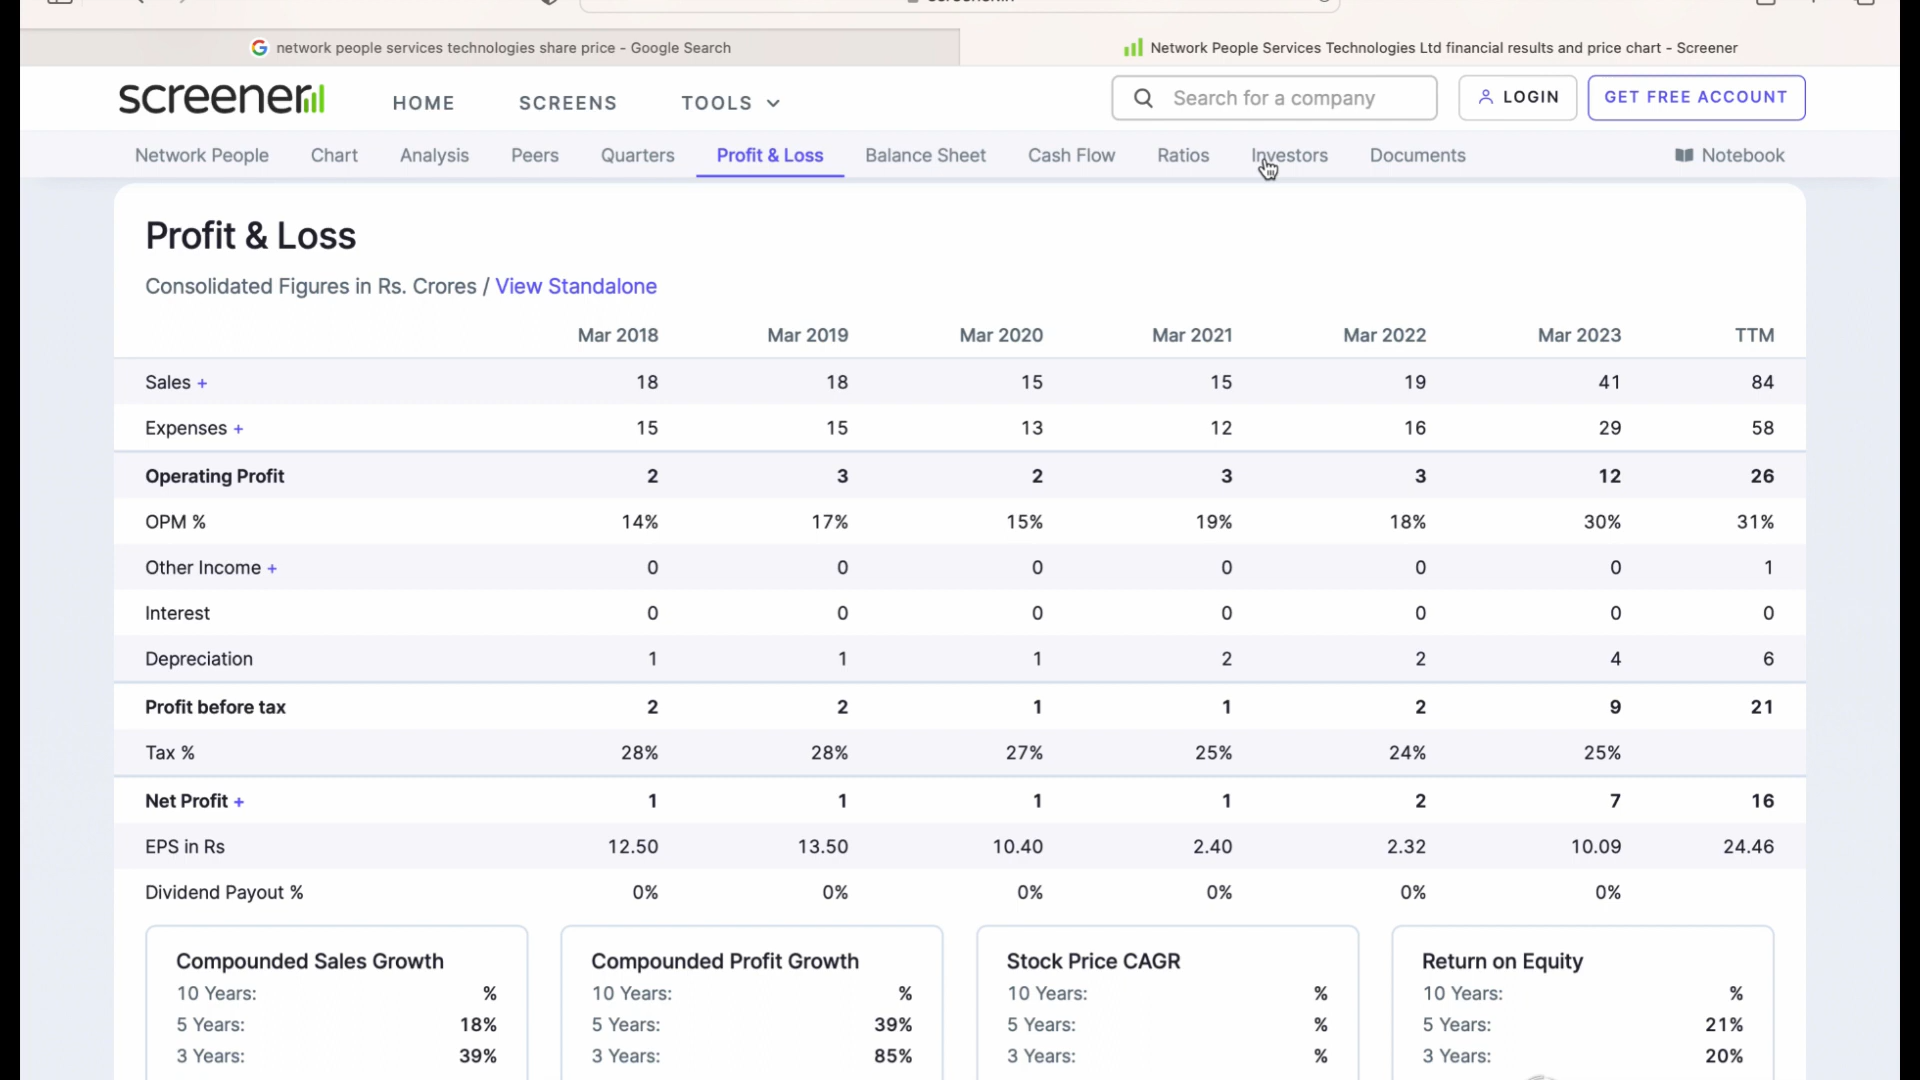 network people services technologies share price - Google Search
Network People Services Technologies Ltd financial results and price chart - Screener
screener
HOME SCREENS TOOLS
Search for a company
LOGIN
GET FREE ACCOUNT
Network People Chart Analysis Peers Quarters Profit & Loss Balance Sheet Cash Flow Ratios Investors Documents Notebook
Profit & Loss
Consolidated Figures in Rs. Crores / View Standalone
Mar 2018 Mar 2019 Mar 2020 Mar 2021 Mar 2022 Mar 2023 TTM
Sales + 18 18 15 15 19 41 84
Expenses + 15 15 13 12 16 29 58
Operating Profit 2 3 2 3 3 12 26
OPM % 14% 17% 15% 19% 18% 30% 31%
Other Income + 0 0 0 0 0 0 1
Interest 0 0 0 0 0 0 0
Depreciation 1 1 1 2 2 4 6
Profit before tax 2 2 1 1 2 9 21
Tax % 28% 28% 27% 25% 24% 25%
Net Profit + 1 1 1 1 2 7 16
EPS in Rs 12.50 13.50 10.40 2.40 2.32 10.09 24.46
Dividend Payout % 0% 0% 0% 0% 0% 0%
Compounded Sales Growth
10 Years: %
5 Years: 18%
3 Years: 39%
Compounded Profit Growth
10 Years: %
5 Years: 39%
3 Years: 85%
Stock Price CAGR
10 Years: %
5 Years: %
3 Years: %
Return on Equity
10 Years: %
5 Years: 21%
3 Years: 20%